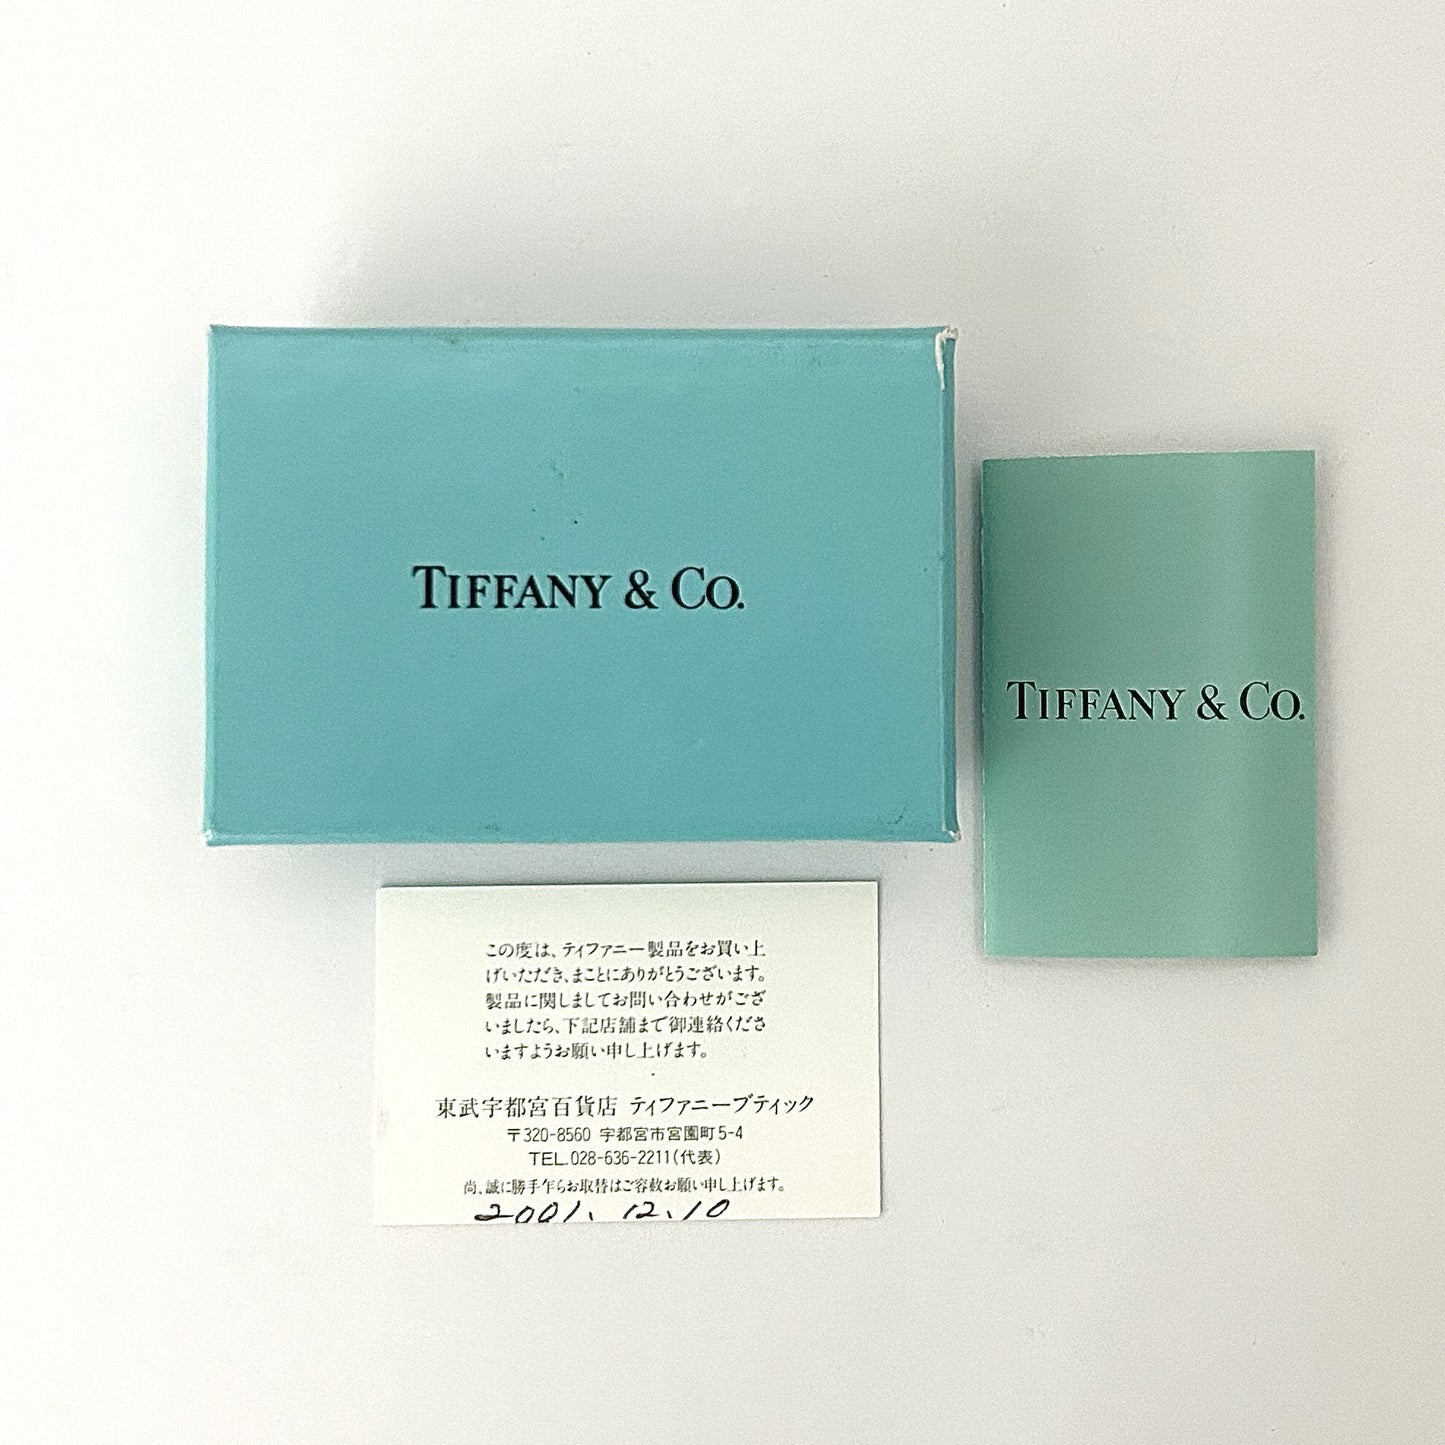 TIFFANY & CO.
TIFFANY & CO.
この度は、ティファニー製品をお買い上
げいただき、まことにありがとうございます。
製品に関しましてお問い合わせがござ
いましたら、下記店舗まで御連絡くださ
いますようお願い申し上げます。
東武宇都宮百貨店 ティファニーブティック
〒320-8560 宇都宮市宮園町5-4
TEL.028-636-2211(代表)
尚、誠に勝手乍らお取替はご容赦お願い申し上げます。
2001.12.10